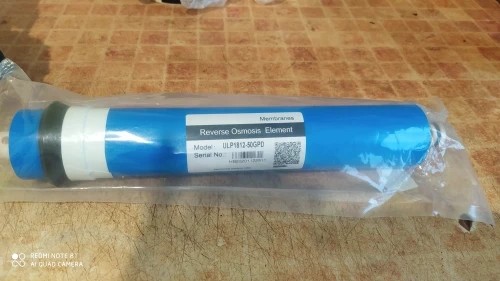 Membranes
Reverse Osmosis Element
Model: ULP1812-50GPD
Serial No:
REDMI NOTE 8T
AI QUAD CAMERA